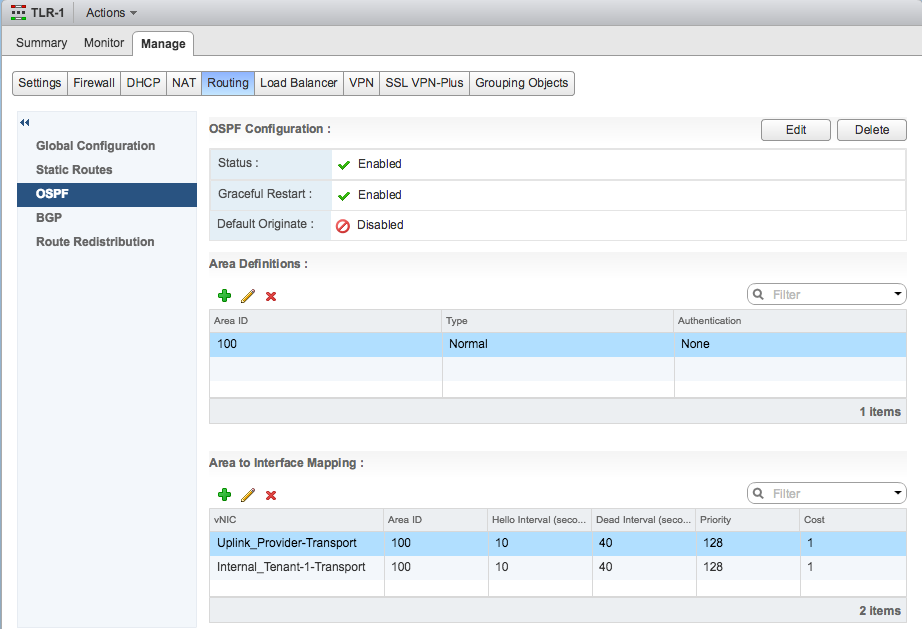 TLR-1 Actions
Summary Monitor Manage
Settings Firewall DHCP NAT Routing Load Balancer VPN SSL VPN-Plus Grouping Objects
Global Configuration
Static Routes
OSPF
BGP
Route Redistribution
OSPF Configuration :
Edit Delete
Status : Enabled
Graceful Restart : Enabled
Default Originate : Disabled
Area Definitions :
Filter
Area ID Type Authentication
100 Normal None
1 items
Area to Interface Mapping :
Filter
vNIC Area ID Hello Interval (seco... Dead Interval (seco... Priority Cost
Uplink_Provider-Transport 100 10 40 128 1
Internal_Tenant-1-Transport 100 10 40 128 1
2 items